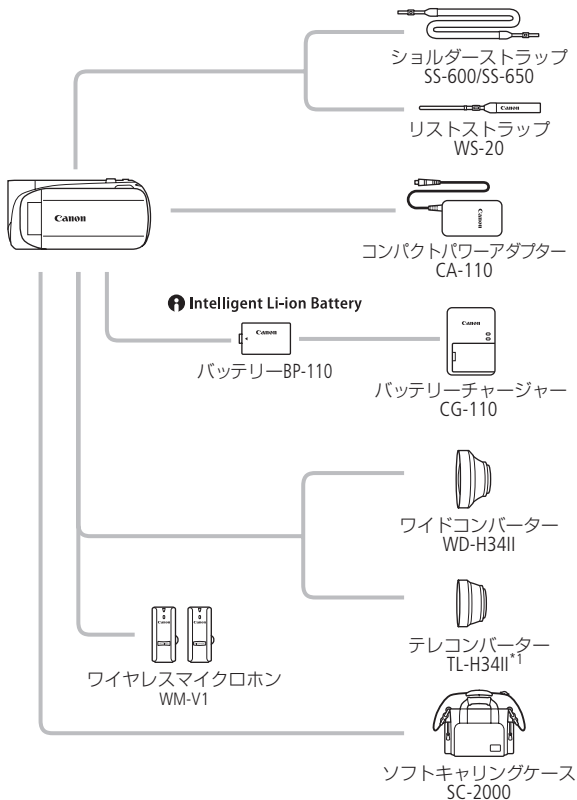 ショルダーストラップ
SS-600/SS-650
Canon
リストストラップ
WS-20
Canon
Canon
コンパクトパワーアダプター
CA-110
Intelligent Li-ion Battery
Canon
バッテリーBP-110
Canon
バッテリーチャージャー
CG-110
ワイドコンバーター
WD-H34II
テレコンバーター
TL-H34II*1
Canon
Canon
ワイヤレスマイクロホン
WM-V1
ソフトキャリングケース
SC-2000